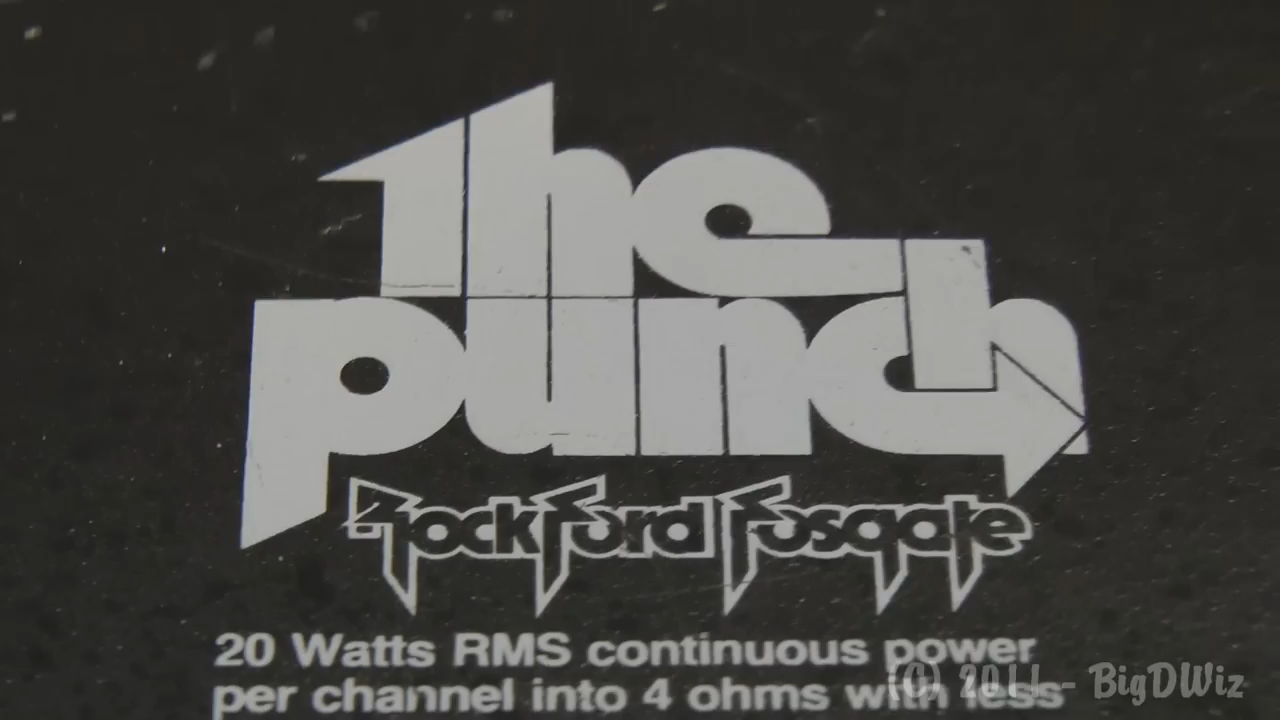 the
punch
Rockford Fosgate
20 Watts RMS continuous power
per channel into 4 ohms with less
(C) 2011 - BigDWiz